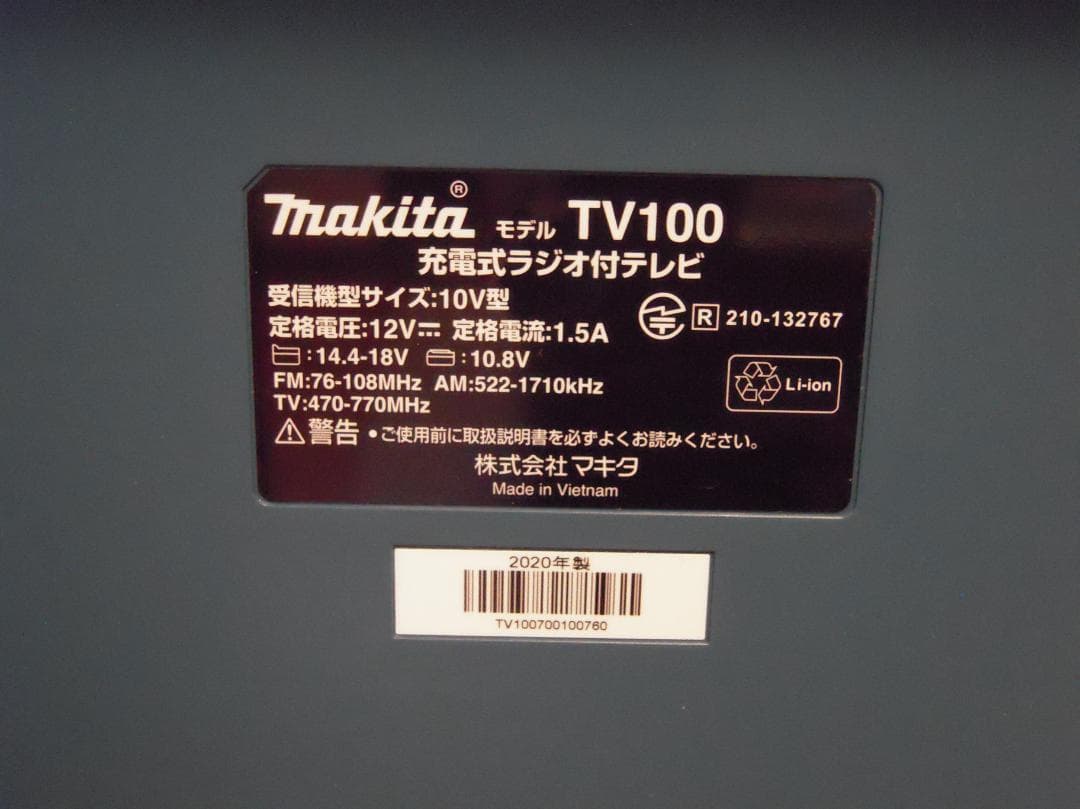 makita® モデル TV100
充電式ラジオ付テレビ
受信機型サイズ:10V型
定格電圧:12V⎓ 定格電流:1.5A
R 210-132767
:14.4-18V :10.8V
FM:76-108MHz AM:522-1710kHz
Li-ion
TV:470-770MHz
⚠警告 •ご使用前に取扱説明書を必ずよくお読みください。
株式会社マキタ
Made in Vietnam
2020年製
TV100700100760